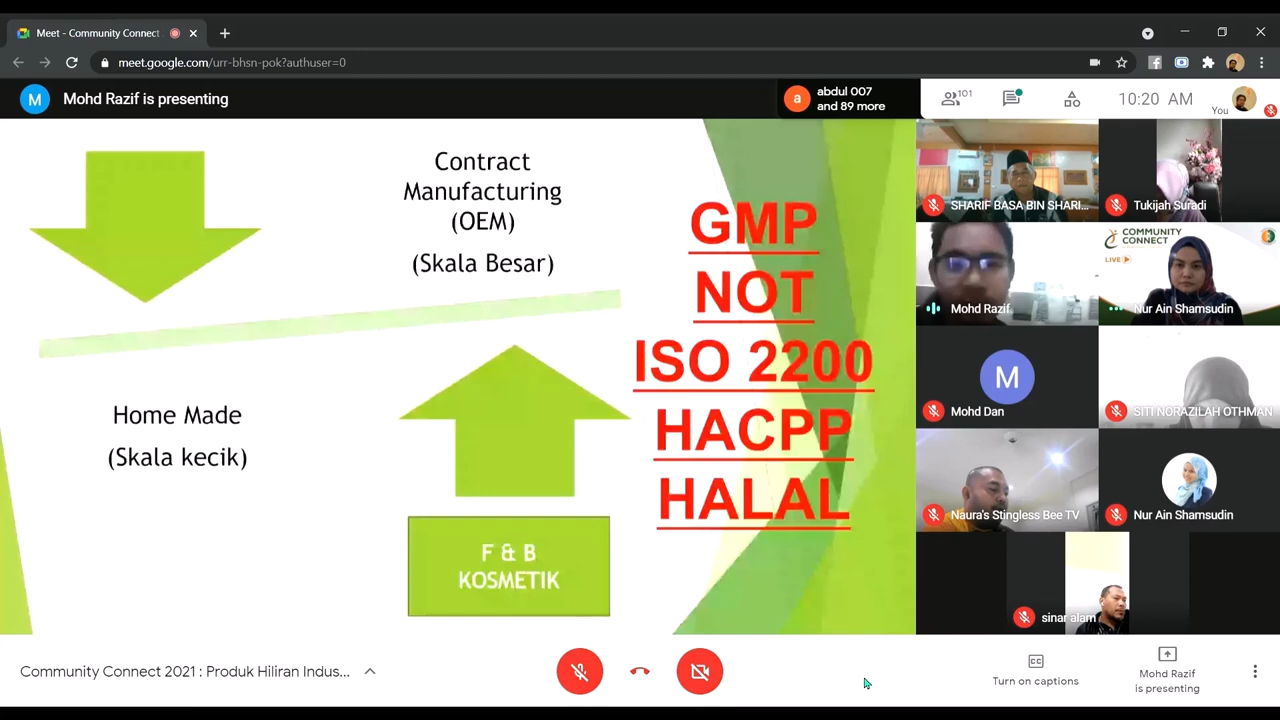 Meet - Community Connect
meet.google.com/urr-bhsn-pok?authuser=0
M
Mohd Razif is presenting
a
abdul 007
and 89 more
101
10:20 AM
You
Contract
Manufacturing
(OEM)
(Skala Besar)
Home Made
(Skala kecik)
F & B
KOSMETIK
GMP
NOT
ISO 2200
HACPP
HALAL
SHARIF BASA BIN SHARI...
Tukijah Suradi
Mohd Razif
COMMUNITY
CONNECT
LIVE
Nur Ain Shamsudin
M
Mohd Dan
SITI NORAZILAH OTHMAN
Naura's Stingless Bee TV
Nur Ain Shamsudin
sinar alam
Community Connect 2021 : Produk Hiliran Indus...
CC
Turn on captions
Mohd Razif
is presenting